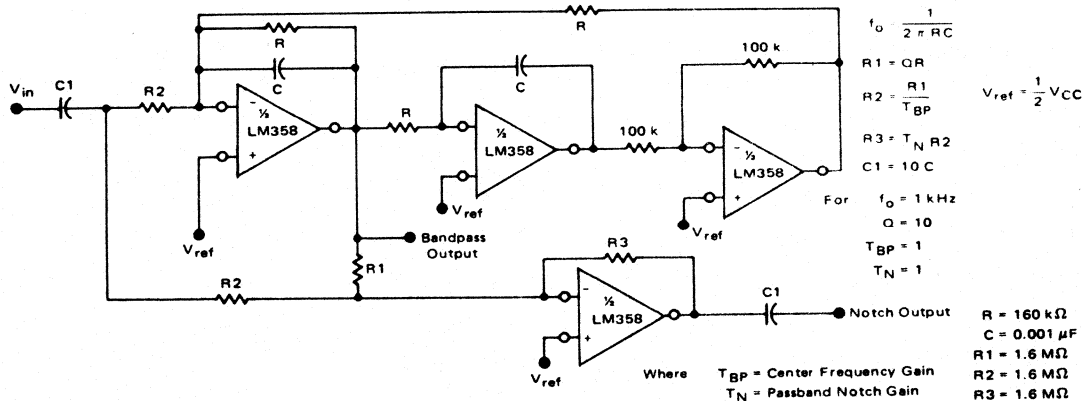 R
R
C
R
100 k
C
f₀ = 1 / 2 π RC
R1 = QR
R2 = R1 / T_BP
V_ref = 1/2 V_CC
R3 = T_N R2
C1 = 10 C
V_in
C1
R2
−
+
½
LM358
R
−
+
½
LM358
100 k
−
+
½
LM358
V_ref
V_ref
V_ref
For f₀ = 1 kHz
Q = 10
T_BP = 1
T_N = 1
Bandpass
Output
R1
R2
R3
−
+
½
LM358
V_ref
C1
Notch Output
R = 160 kΩ
C = 0.001 μF
R1 = 1.6 MΩ
R2 = 1.6 MΩ
R3 = 1.6 MΩ
Where T_BP = Center Frequency Gain
T_N = Passband Notch Gain